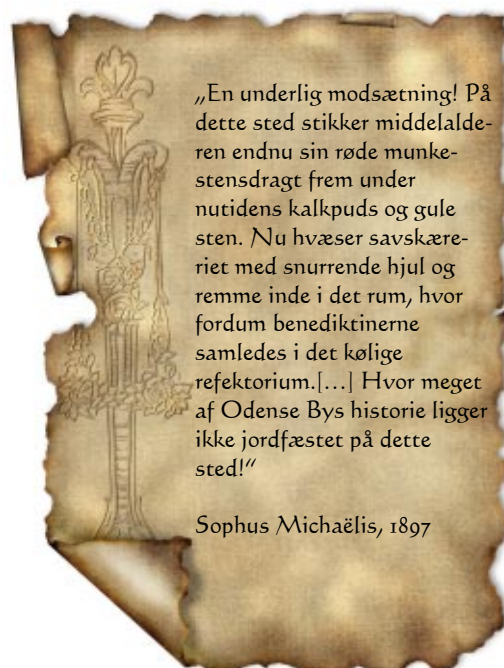 „En underlig modsætning! På
dette sted stikker middelalde-
ren endnu sin røde munke-
stensdragt frem under
nutidens kalkpuds og gule
sten. Nu hvæser savskære-
riet med snurrende hjul og
remme inde i det rum, hvor
fordum benediktinerne
samledes i det kølige
refektorium.[...] Hvor meget
af Odense Bys historie ligger
ikke jordfæstet på dette
sted!“
Sophus Michaëlis, 1897